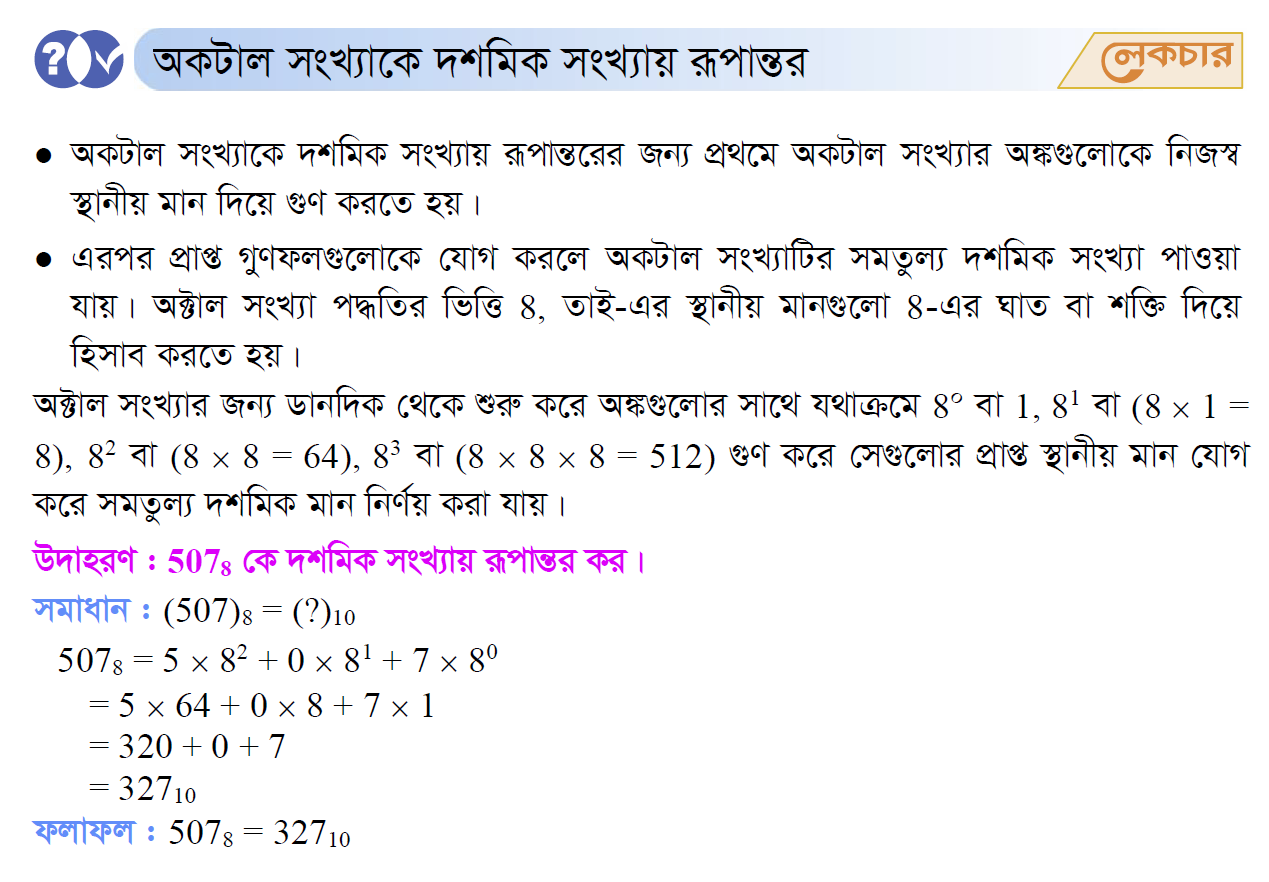 অকটাল সংখ্যাকে দশমিক সংখ্যায় রূপান্তর
লেকচার
● অকটাল সংখ্যাকে দশমিক সংখ্যায় রূপান্তরের জন্য প্রথমে অকটাল সংখ্যার অঙ্কগুলোকে নিজস্ব
স্থানীয় মান দিয়ে গুণ করতে হয়।
● এরপর প্রাপ্ত গুণফলগুলোকে যোগ করলে অকটাল সংখ্যাটির সমতুল্য দশমিক সংখ্যা পাওয়া
যায়। অক্টাল সংখ্যা পদ্ধতির ভিত্তি 8, তাই-এর স্থানীয় মানগুলো 8-এর ঘাত বা শক্তি দিয়ে
হিসাব করতে হয়।
অক্টাল সংখ্যার জন্য ডানদিক থেকে শুরু করে অঙ্কগুলোর সাথে যথাক্রমে 8° বা 1, 8¹ বা (8 × 1 =
8), 8² বা (8 × 8 = 64), 8³ বা (8 × 8 × 8 = 512) গুণ করে সেগুলোর প্রাপ্ত স্থানীয় মান যোগ
করে সমতুল্য দশমিক মান নির্ণয় করা যায়।
উদাহরণ : 507₈ কে দশমিক সংখ্যায় রূপান্তর কর।
সমাধান : (507)₈ = (?)₁₀
507₈ = 5 × 8² + 0 × 8¹ + 7 × 8⁰
= 5 × 64 + 0 × 8 + 7 × 1
= 320 + 0 + 7
= 327₁₀
ফলাফল : 507₈ = 327₁₀